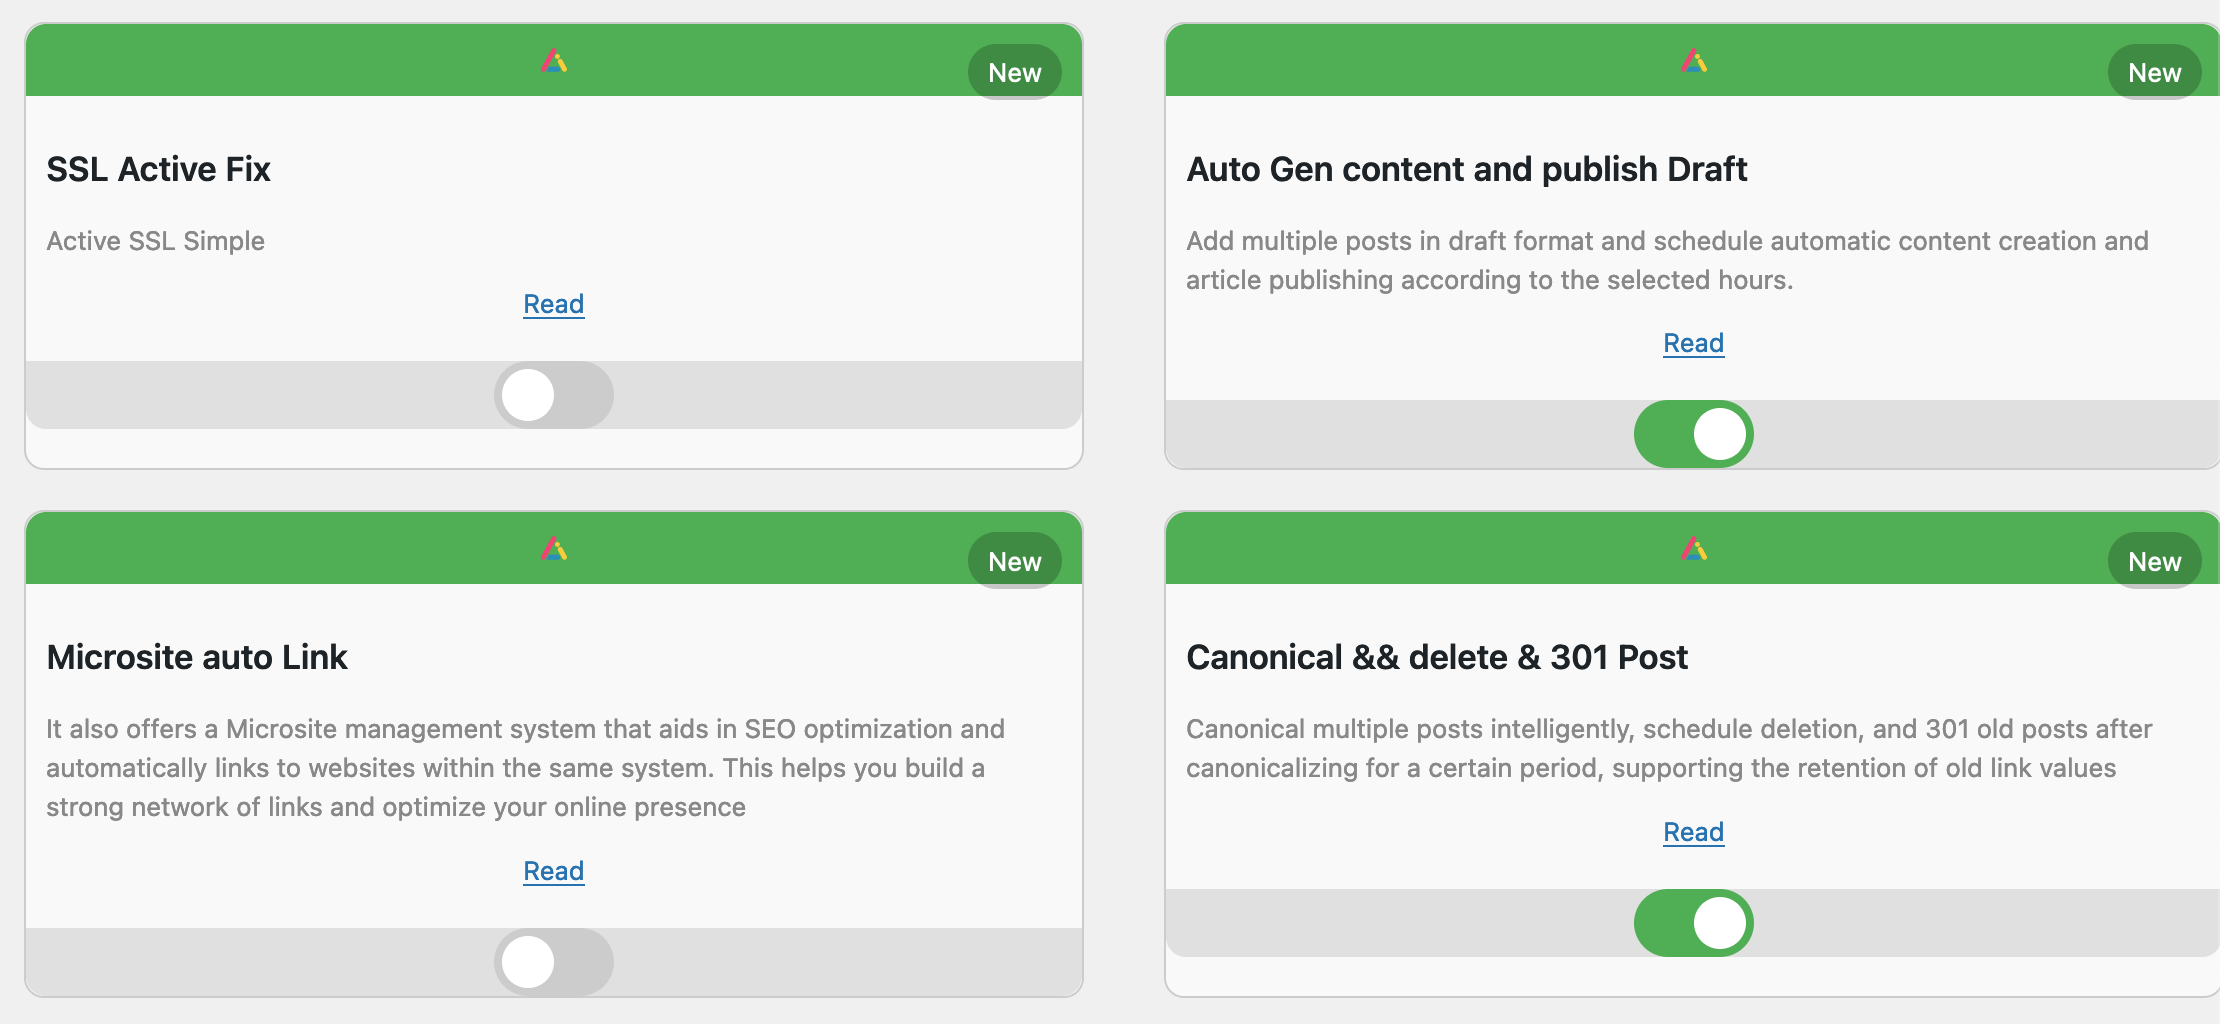 New
SSL Active Fix
Active SSL Simple
Read
New
Auto Gen content and publish Draft
Add multiple posts in draft format and schedule automatic content creation and
article publishing according to the selected hours.
Read
New
Microsite auto Link
It also offers a Microsite management system that aids in SEO optimization and
automatically links to websites within the same system. This helps you build a
strong network of links and optimize your online presence
Read
New
Canonical && delete & 301 Post
Canonical multiple posts intelligently, schedule deletion, and 301 old posts after
canonicalizing for a certain period, supporting the retention of old link values
Read